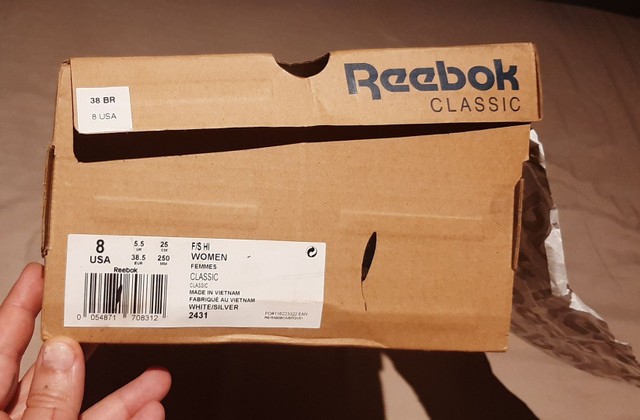 Reebok
CLASSIC
38 BR
8 USA
8
USA
5.5
UK
25
CM
38.5
EUR
250
MM
Reebok
0 054871 708312
F/S HI
WOMEN
FEMMES
CLASSIC
CLASSIC
MADE IN VIETNAM
FABRIQUÉ AU VIETNAM
WHITE/SILVER
2431